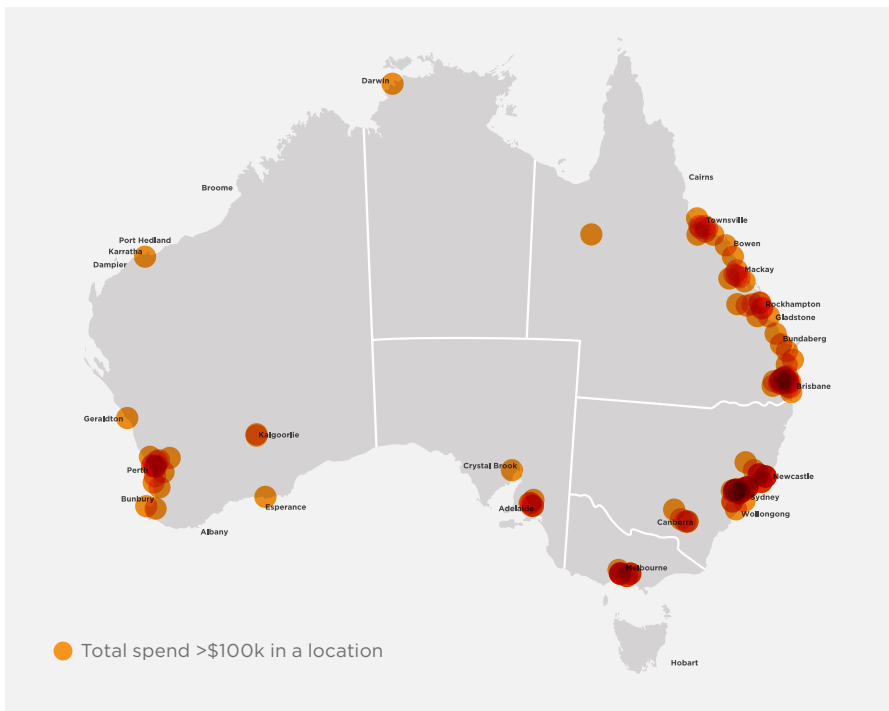 Darwin
Cairns
Broome
Townsville
Port Hedland
Bowen
Karratha
Dampier
Mackay
Rockhampton
Gladstone
Bundaberg
Brisbane
Geraldton
Kalgoorlie
Crystal Brook
Perth
Newcastle
Bunbury
Sydney
Esperance
Adelaide
Wollongong
Canberra
Albany
Melbourne
Total spend >$100k in a location
Hobart